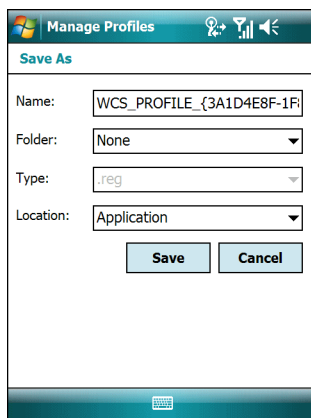 Manage Profiles
Save As
Name: WCS_PROFILE_{3A1D4E8F-1F
Folder: None
Type: .reg
Location: Application
Save Cancel